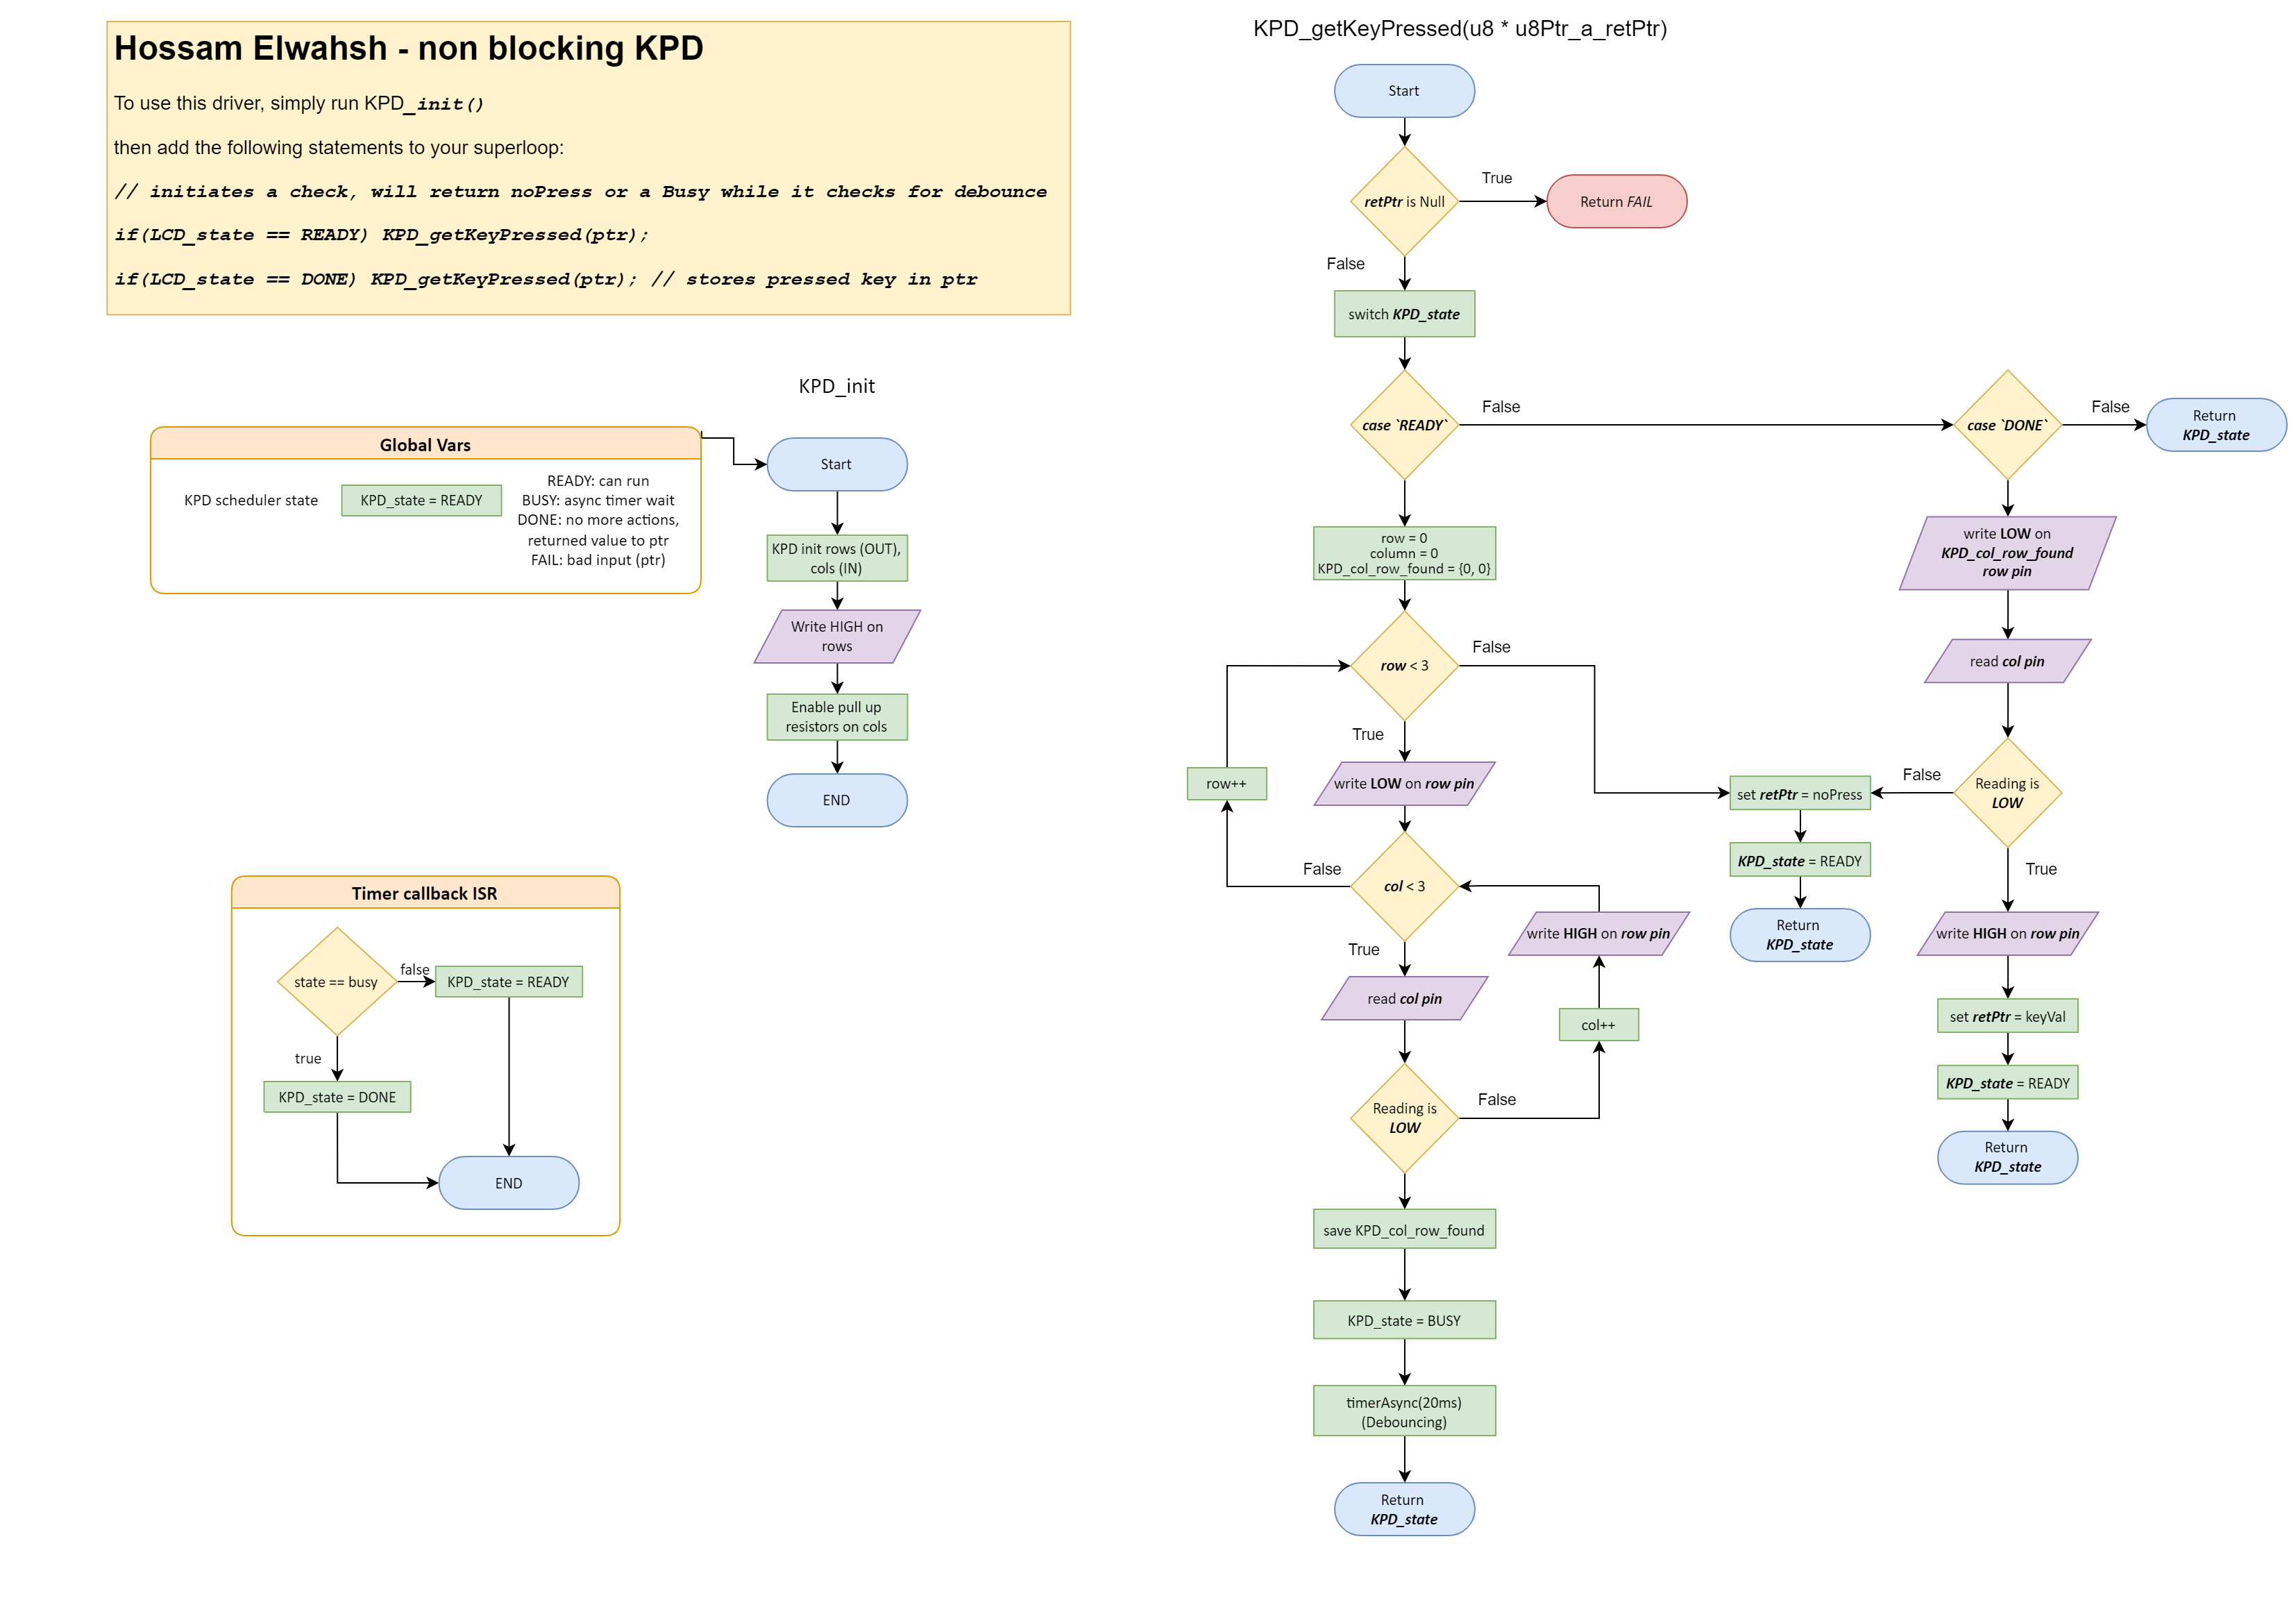 Hossam Elwahsh - non blocking KPD
To use this driver, simply run KPD_init()
then add the following statements to your superloop:
// initiates a check, will return noPress or a Busy while it checks for debounce
if(LCD_state == READY) KPD_getKeyPressed(ptr);
if(LCD_state == DONE) KPD_getKeyPressed(ptr); // stores pressed key in ptr
KPD_init
Global Vars
KPD scheduler state
KPD_state = READY
READY: can run
BUSY: async timer wait
DONE: no more actions,
returned value to ptr
FAIL: bad input (ptr)
Start
KPD init rows (OUT),
cols (IN)
Write HIGH on
rows
Enable pull up
resistors on cols
END
Timer callback ISR
state == busy
false
KPD_state = READY
true
KPD_state = DONE
END
KPD_getKeyPressed(u8 * u8Ptr_a_retPtr)
Start
retPtr is Null
True
Return FAIL
False
switch KPD_state
case `READY`
False
case `DONE`
False
Return
KPD_state
row = 0
column = 0
KPD_col_row_found = {0, 0}
row < 3
False
True
write LOW on row pin
row++
col < 3
False
True
read col pin
write HIGH on row pin
col++
Reading is
LOW
False
save KPD_col_row_found
KPD_state = BUSY
timerAsync(20ms)
(Debouncing)
Return
KPD_state
write LOW on
KPD_col_row_found
row pin
read col pin
Reading is
LOW
False
set retPtr = noPress
KPD_state = READY
Return
KPD_state
True
write HIGH on row pin
set retPtr = keyVal
KPD_state = READY
Return
KPD_state